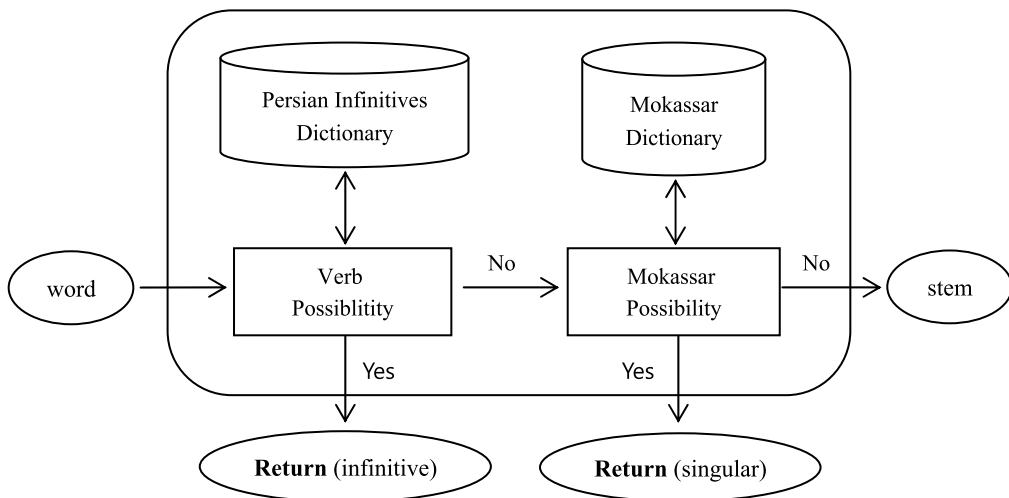 Persian Infinitives
Dictionary
Mokassar
Dictionary
word
Verb
Possiblitity
No
Mokassar
Possibility
No
stem
Yes
Yes
Return (infinitive)
Return (singular)